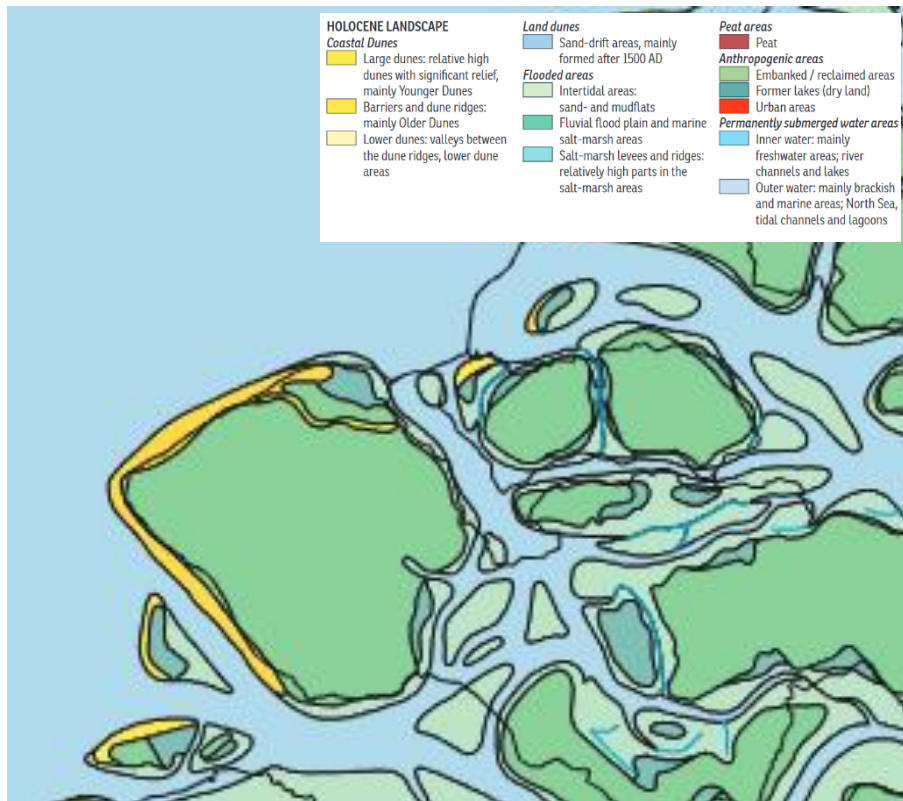 HOLOCENE LANDSCAPE
Coastal Dunes
Large dunes: relative high
dunes with significant relief,
mainly Younger Dunes
Barriers and dune ridges:
mainly Older Dunes
Lower dunes: valleys between
the dune ridges, lower dune
areas
Land dunes
Sand-drift areas, mainly
formed after 1500 AD
Flooded areas
Intertidal areas:
sand- and mudflats
Fluvial flood plain and marine
salt-marsh areas
Salt-marsh levees and ridges:
relatively high parts in the
salt-marsh areas
Peat areas
Peat
Anthropogenic areas
Embanked / reclaimed areas
Former lakes (dry land)
Urban areas
Permanently submerged water areas
Inner water: mainly
freshwater areas; river
channels and lakes
Outer water: mainly brackish
and marine areas; North Sea,
tidal channels and lagoons